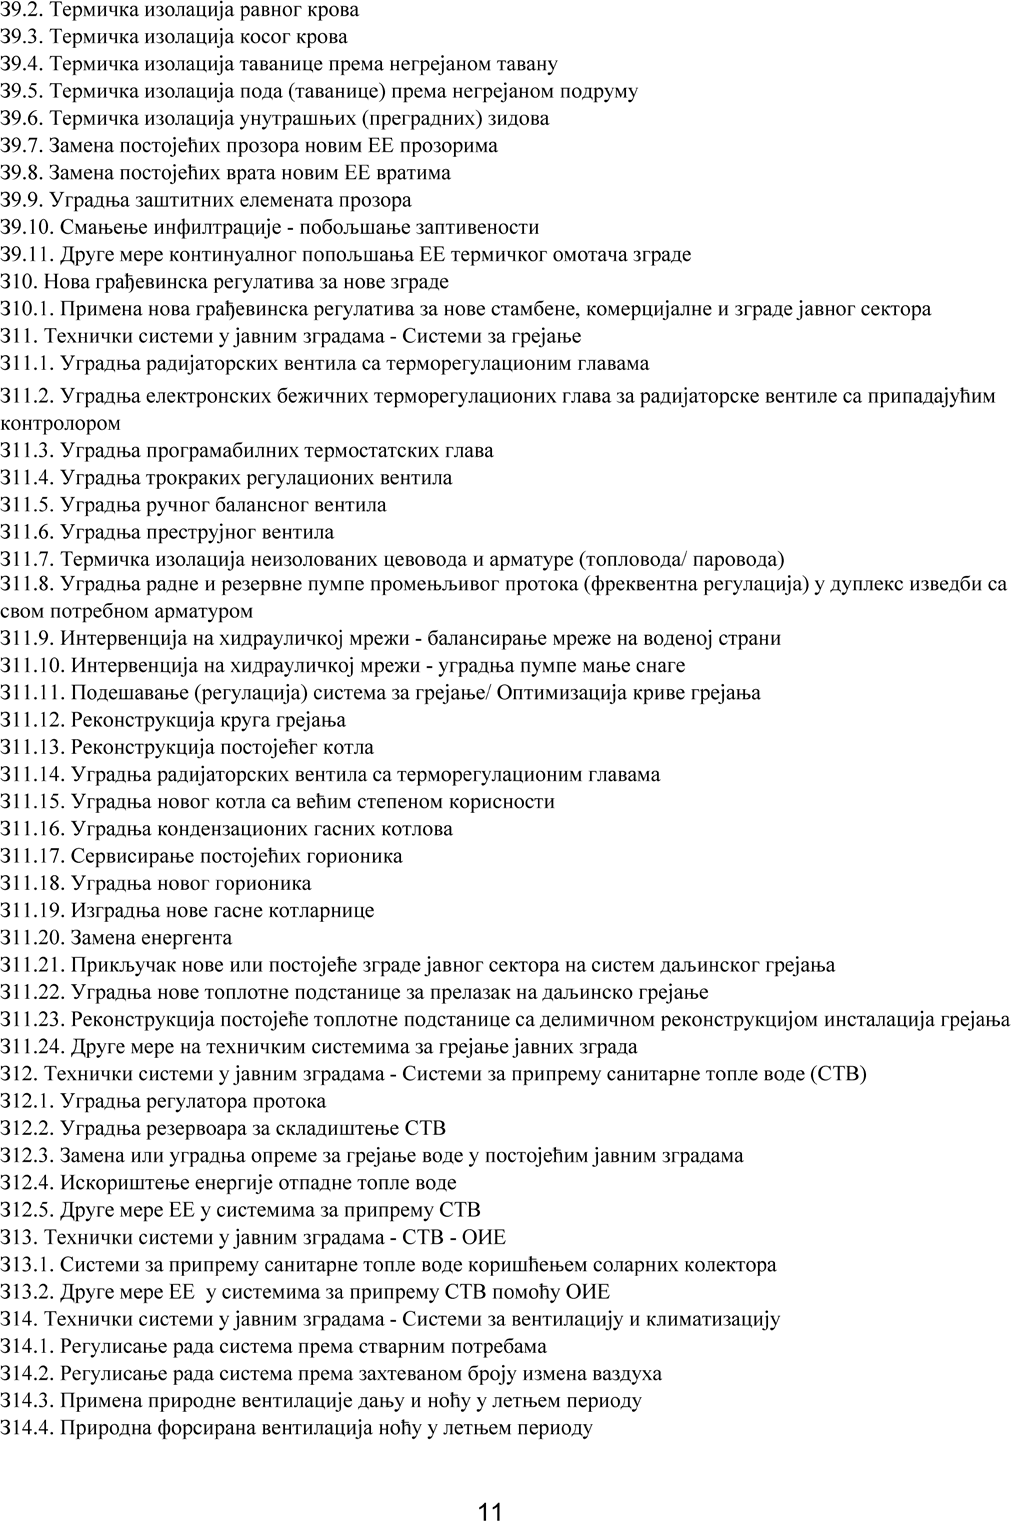 З9.2. Термичка изолација равног крова
З9.3. Термичка изолација косог крова
З9.4. Термичка изолација таванице према негрејаном тавану
З9.5. Термичка изолација пода (таванице) према негрејаном подруму
З9.6. Термичка изолација унутрашњих (преградних) зидова
З9.7. Замена постојећих прозора новим ЕЕ прозорима
З9.8. Замена постојећих врата новим ЕЕ вратима
З9.9. Уградња заштитних елемената прозора
З9.10. Смањење инфилтрације - побољшање заптивености
З9.11. Друге мере континуалног попољшања ЕЕ термичког омотача зграде
З10. Нова грађевинска регулатива за нове зграде
З10.1. Примена нова грађевинска регулатива за нове стамбене, комерцијалне и зграде јавног сектора
З11. Технички системи у јавним зградама - Системи за грејање
З11.1. Уградња радијаторских вентила са терморегулационим главама
З11.2. Уградња електронских бежичних терморегулационих глава за радијаторске вентиле са припадајућим
контролором
З11.3. Уградња програмабилних термостатских глава
З11.4. Уградња трокраких регулационих вентила
З11.5. Уградња ручног балансног вентила
З11.6. Уградња преструјног вентила
З11.7. Термичка изолација неизолованих цевовода и арматуре (топловода/ паровода)
З11.8. Уградња радне и резервне пумпе промењљивог протока (фреквентна регулација) у дуплекс изведби са
свом потребном арматуром
З11.9. Интервенција на хидрауличкој мрежи - балансирање мреже на воденој страни
З11.10. Интервенција на хидрауличкој мрежи - уградња пумпе мање снаге
З11.11. Подешавање (регулација) система за грејање/ Оптимизација криве грејања
З11.12. Реконструкција круга грејања
З11.13. Реконструкција постојећег котла
З11.14. Уградња радијаторских вентила са терморегулационим главама
З11.15. Уградња новог котла са већим степеном корисности
З11.16. Уградња кондензационих гасних котлова
З11.17. Сервисирање постојећих горионика
З11.18. Уградња новог горионика
З11.19. Изградња нове гасне котларнице
З11.20. Замена енергента
З11.21. Прикључак нове или постојеће зграде јавног сектора на систем даљинског грејања
З11.22. Уградња нове топлотне подстанице за прелазак на даљинско грејање
З11.23. Реконструкција постојеће топлотне подстанице са делимичном реконструкцијом инсталација грејања
З11.24. Друге мере на техничким системима за грејање јавних зграда
З12. Технички системи у јавним зградама - Системи за припрему санитарне топле воде (СТВ)
З12.1. Уградња регулатора протока
З12.2. Уградња резервоара за складиштење СТВ
З12.3. Замена или уградња опреме за грејање воде у постојећим јавним зградама
З12.4. Искориштење енергије отпадне топле воде
З12.5. Друге мере ЕЕ у системима за припрему СТВ
З13. Технички системи у јавним зградама - СТВ - ОИЕ
З13.1. Системи за припрему санитарне топле воде коришћењем соларних колектора
З13.2. Друге мере ЕЕ  у системима за припрему СТВ помоћу ОИЕ
З14. Технички системи у јавним зградама - Системи за вентилацију и климатизацију
З14.1. Регулисање рада система према стварним потребама
З14.2. Регулисање рада система према захтеваном броју измена ваздуха
З14.3. Примена природне вентилације дању и ноћу у летњем периоду
З14.4. Природна форсирана вентилација ноћу у летњем периоду
11